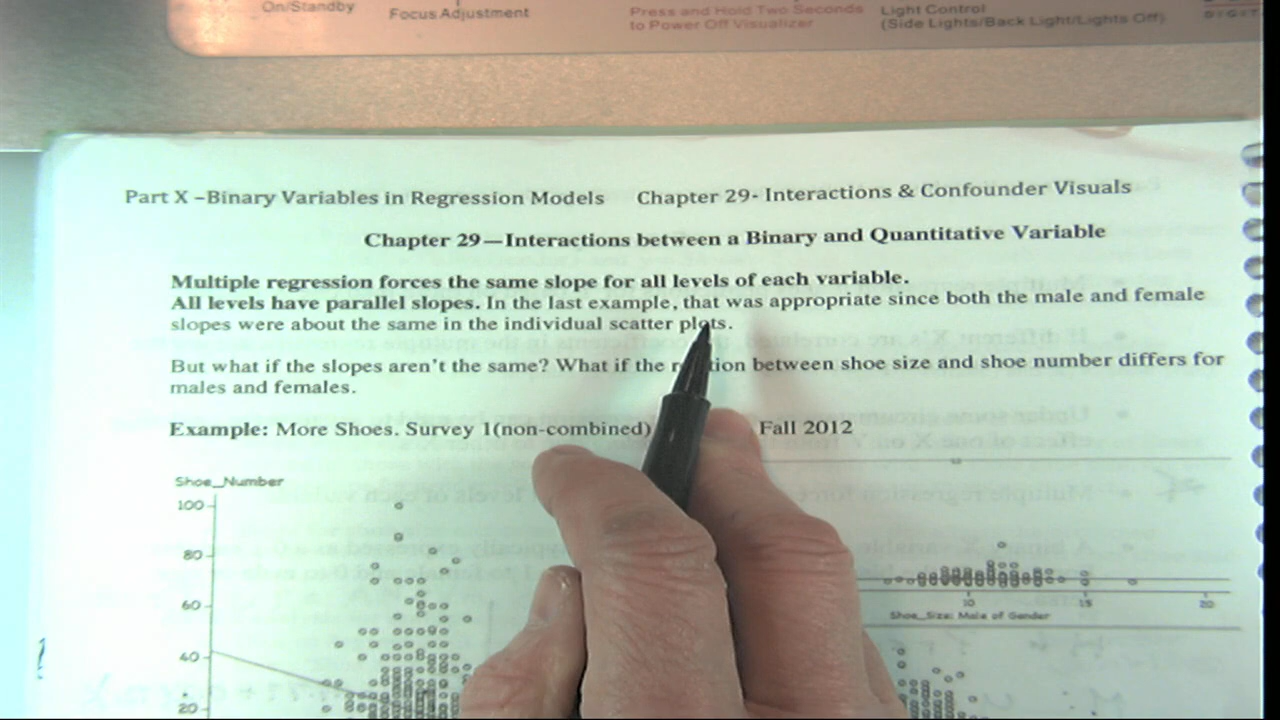 On/Standby
Focus Adjustment
Press and Hold Two Seconds
to Power Off Visualizer
Light Control
(Side Lights/Back Light/Lights Off)
Part X –Binary Variables in Regression Models Chapter 29- Interactions & Confounder Visuals
Chapter 29—Interactions between a Binary and Quantitative Variable
Multiple regression forces the same slope for all levels of each variable.
All levels have parallel slopes. In the last example, that was appropriate since both the male and female
slopes were about the same in the individual scatter plots.
But what if the slopes aren't the same? What if the between shoe size and shoe number differs for
males and females.
Example: More Shoes. Survey 1(non-combined) Fall 2012
Shoe_Number
100
80
60
40
20
10 15 20
Shoe_Size: Male of Gender